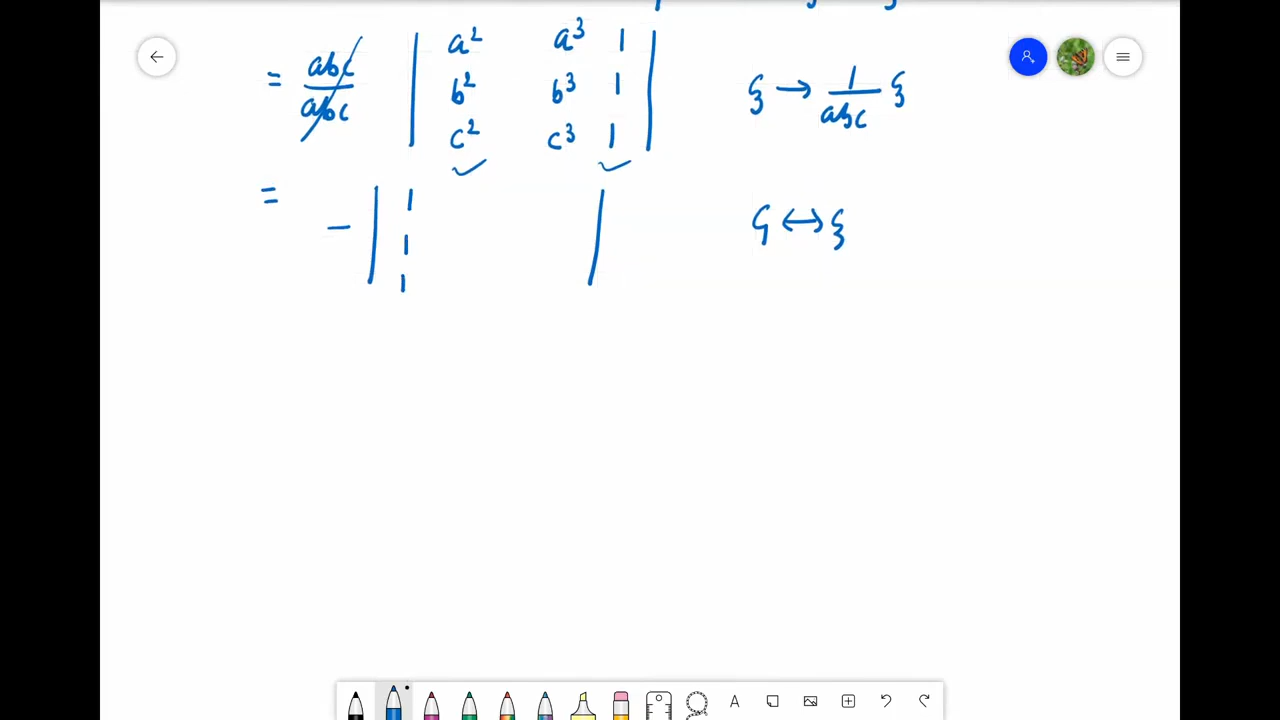 = abc/abc | a² a³ 1 |
| b² b³ 1 | C₃ → 1/abc C₃
| c² c³ 1 |
= - | 1 |
| 1 | C₁ ↔ C₃
| 1 |
A